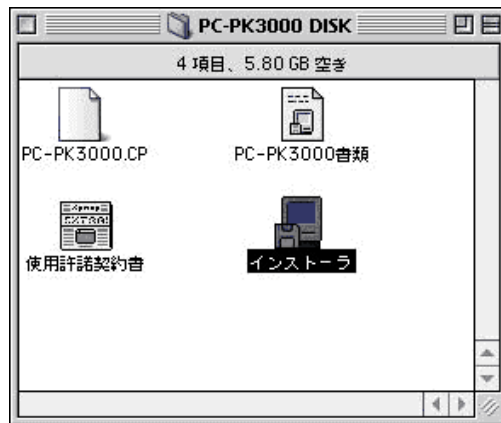 PC-PK3000 DISK
4 項目、5.80 GB 空き
PC-PK3000.CP
PC-PK3000書類
使用許諾契約書
インストーラ